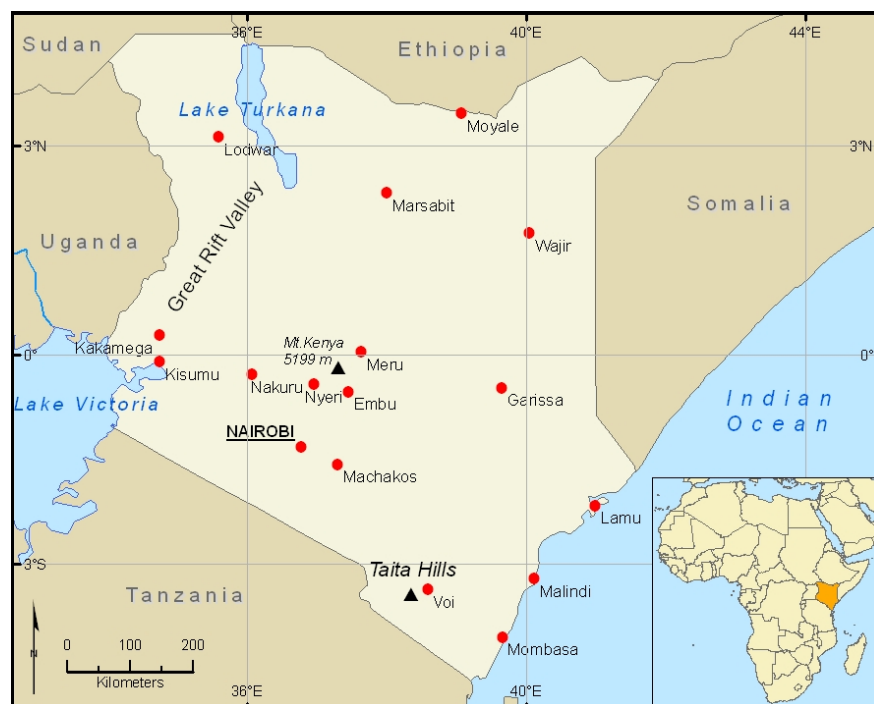 36°E
40°E
44°E
Sudan
Ethiopia
Lake Turkana
Moyale
3°N
Lodwar
3°N
Marsabit
Somalia
Great Rift Valley
Uganda
Wajir
Mt.Kenya
5199 m
Kakamega
0°
Meru
0°
Kisumu
Nakuru
Nyeri
Embu
Garissa
Lake Victoria
Indian
Ocean
NAIROBI
Machakos
Lamu
3°S
Taita Hills
Tanzania
Voi
Malindi
N
0
100
200
Kilometers
Mombasa
36°E
40°E